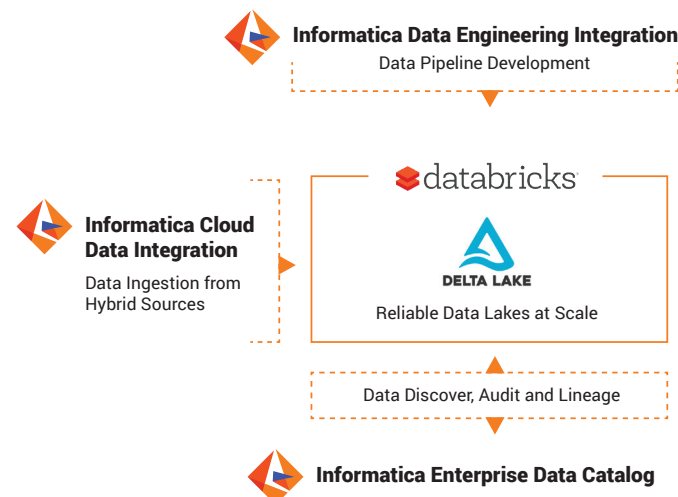 Informatica Data Engineering Integration
Data Pipeline Development
databricks
Informatica Cloud
Data Integration
Data Ingestion from
Hybrid Sources
DELTA LAKE
Reliable Data Lakes at Scale
Data Discover, Audit and Lineage
Informatica Enterprise Data Catalog